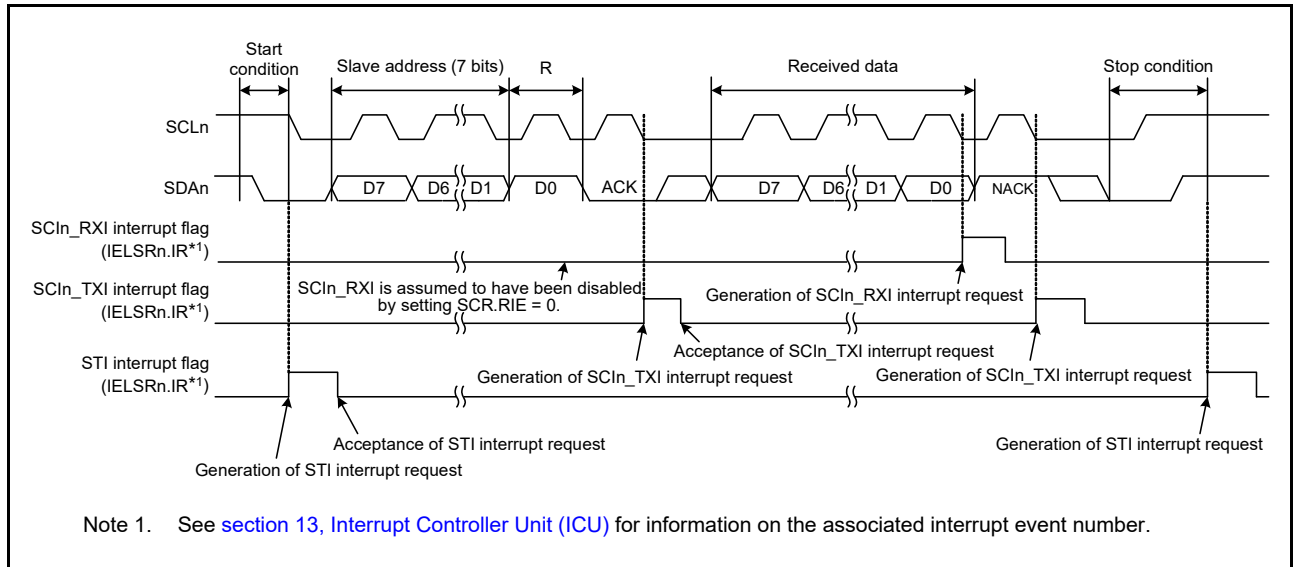 Start
condition
Slave address (7 bits)
R
Received data
Stop condition
SCLn
SDAn
D7
D6
D1
D0
ACK
D7
D6
D1
D0
NACK
SCIn_RXI interrupt flag
(IELSRn.IR*1)
SCIn_RXI is assumed to have been disabled
by setting SCR.RIE = 0.
Generation of SCIn_RXI interrupt request
SCIn_TXI interrupt flag
(IELSRn.IR*1)
Acceptance of SCIn_TXI interrupt request
Generation of SCIn_TXI interrupt request
Generation of SCIn_TXI interrupt request
STI interrupt flag
(IELSRn.IR*1)
Acceptance of STI interrupt request
Generation of STI interrupt request
Generation of STI interrupt request
Note 1. See section 13, Interrupt Controller Unit (ICU) for information on the associated interrupt event number.